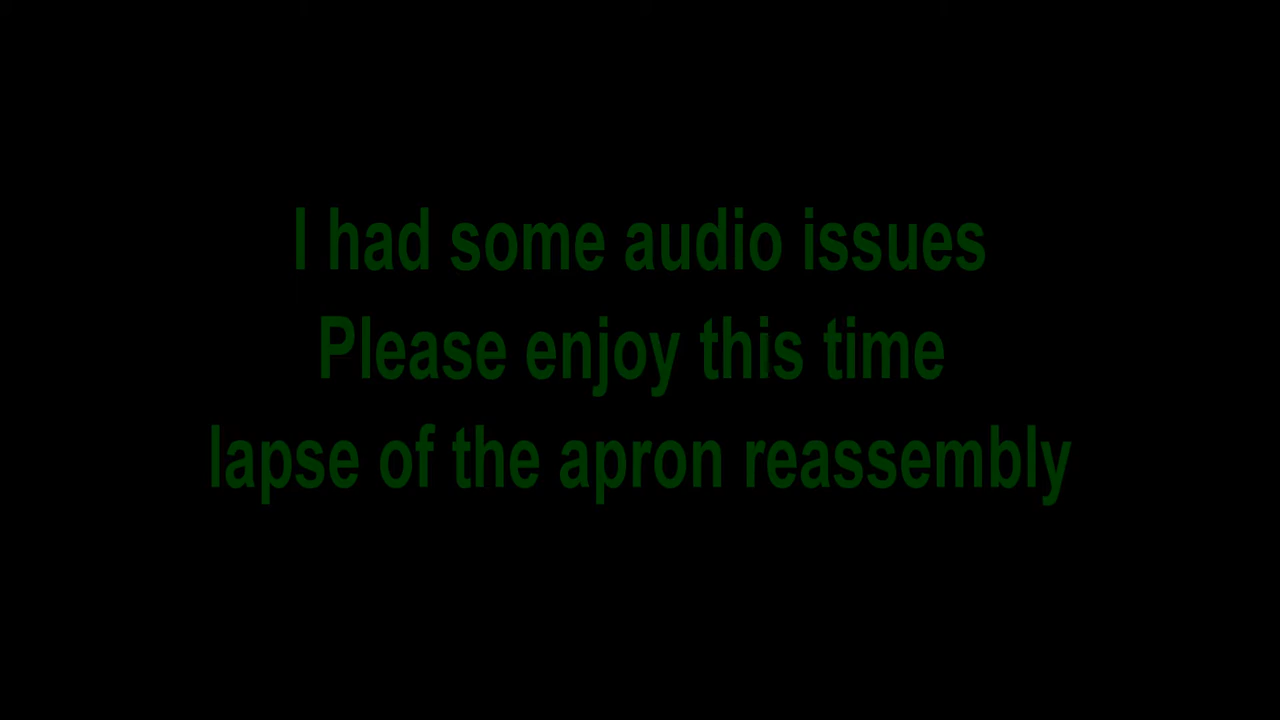 I had some audio issues
Please enjoy this time
lapse of the apron reassembly